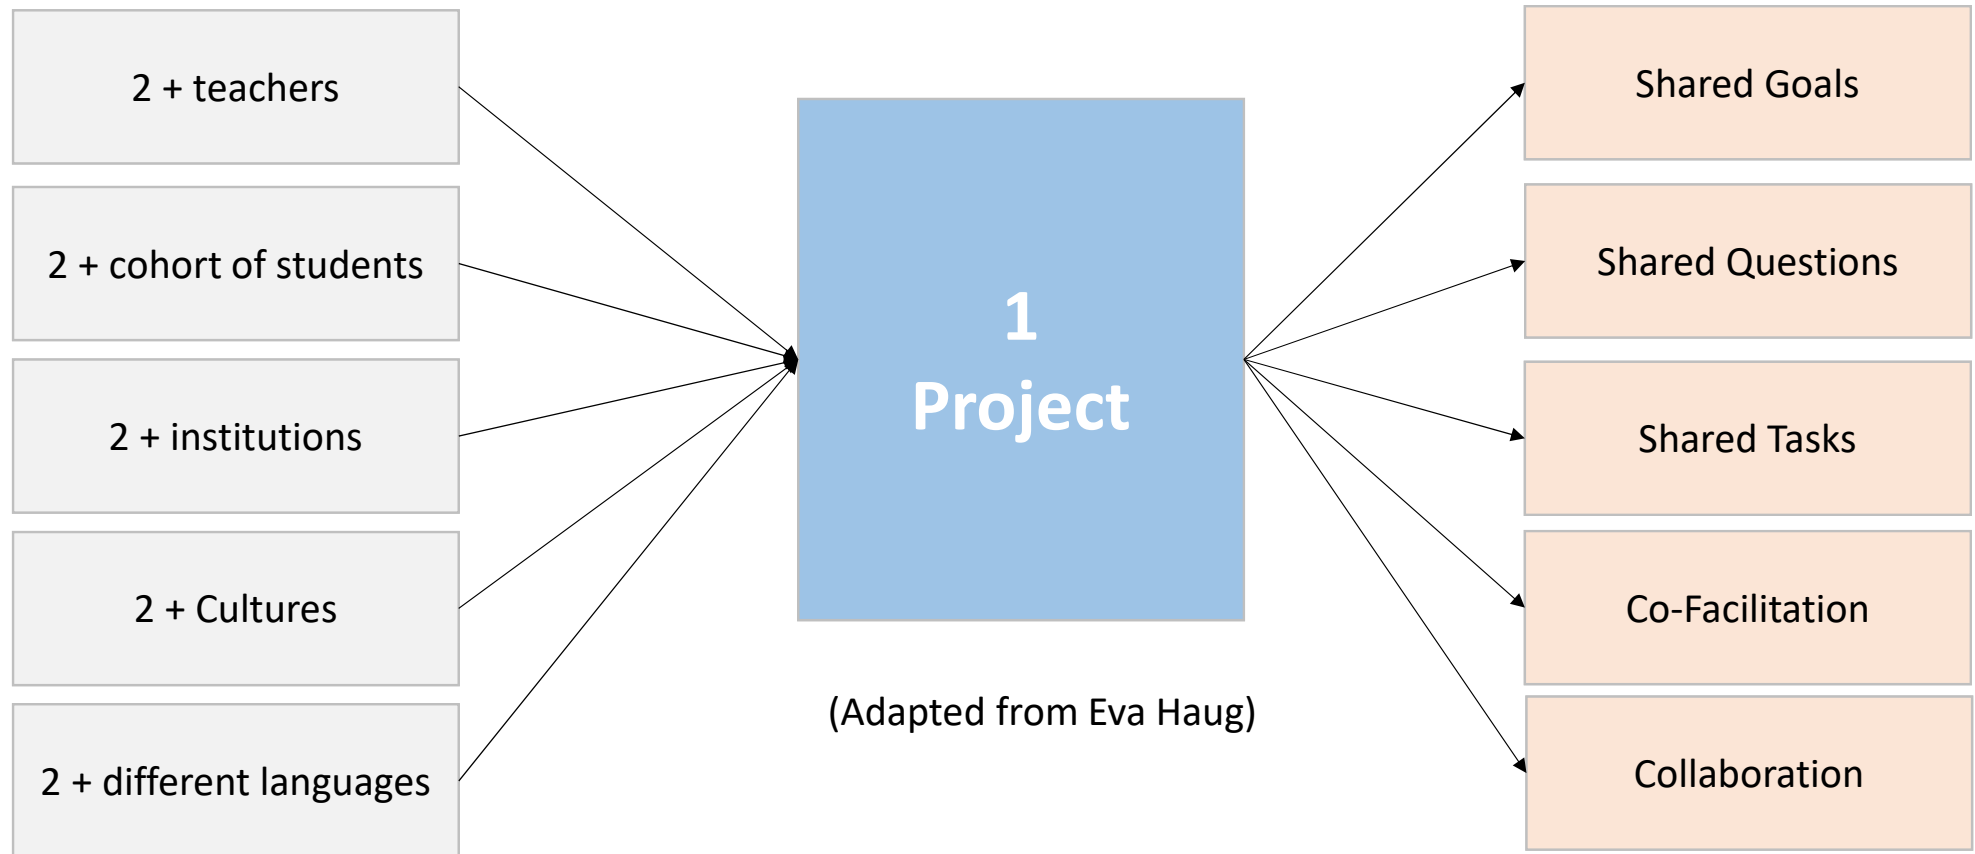 2 + teachers
2 + cohort of students
2 + institutions
2 + Cultures
2 + different languages
1
Project
(Adapted from Eva Haug)
Shared Goals
Shared Questions
Shared Tasks
Co-Facilitation
Collaboration